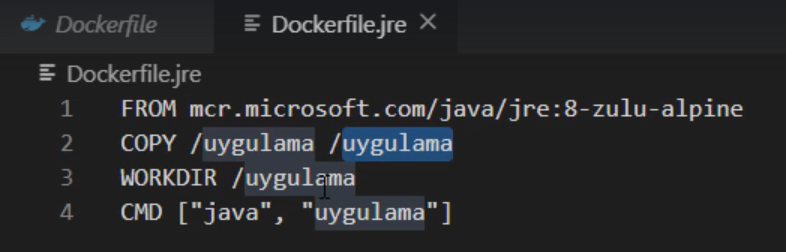 Dockerfile
Dockerfile.jre
Dockerfile.jre
1 FROM mcr.microsoft.com/java/jre:8-zulu-alpine
2 COPY /uygulama /uygulama
3 WORKDIR /uygulama
4 CMD ["java", "uygulama"]